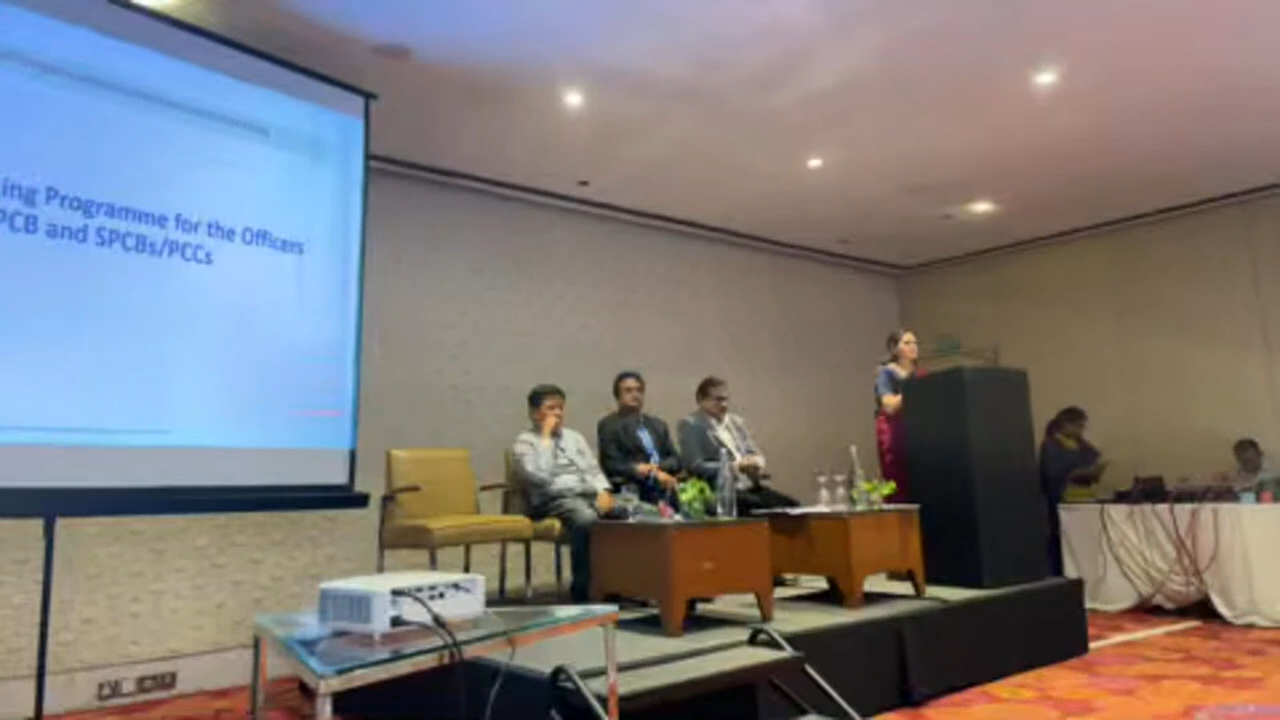 ing Programme for the Officers
PCB and SPCBs/PCCs